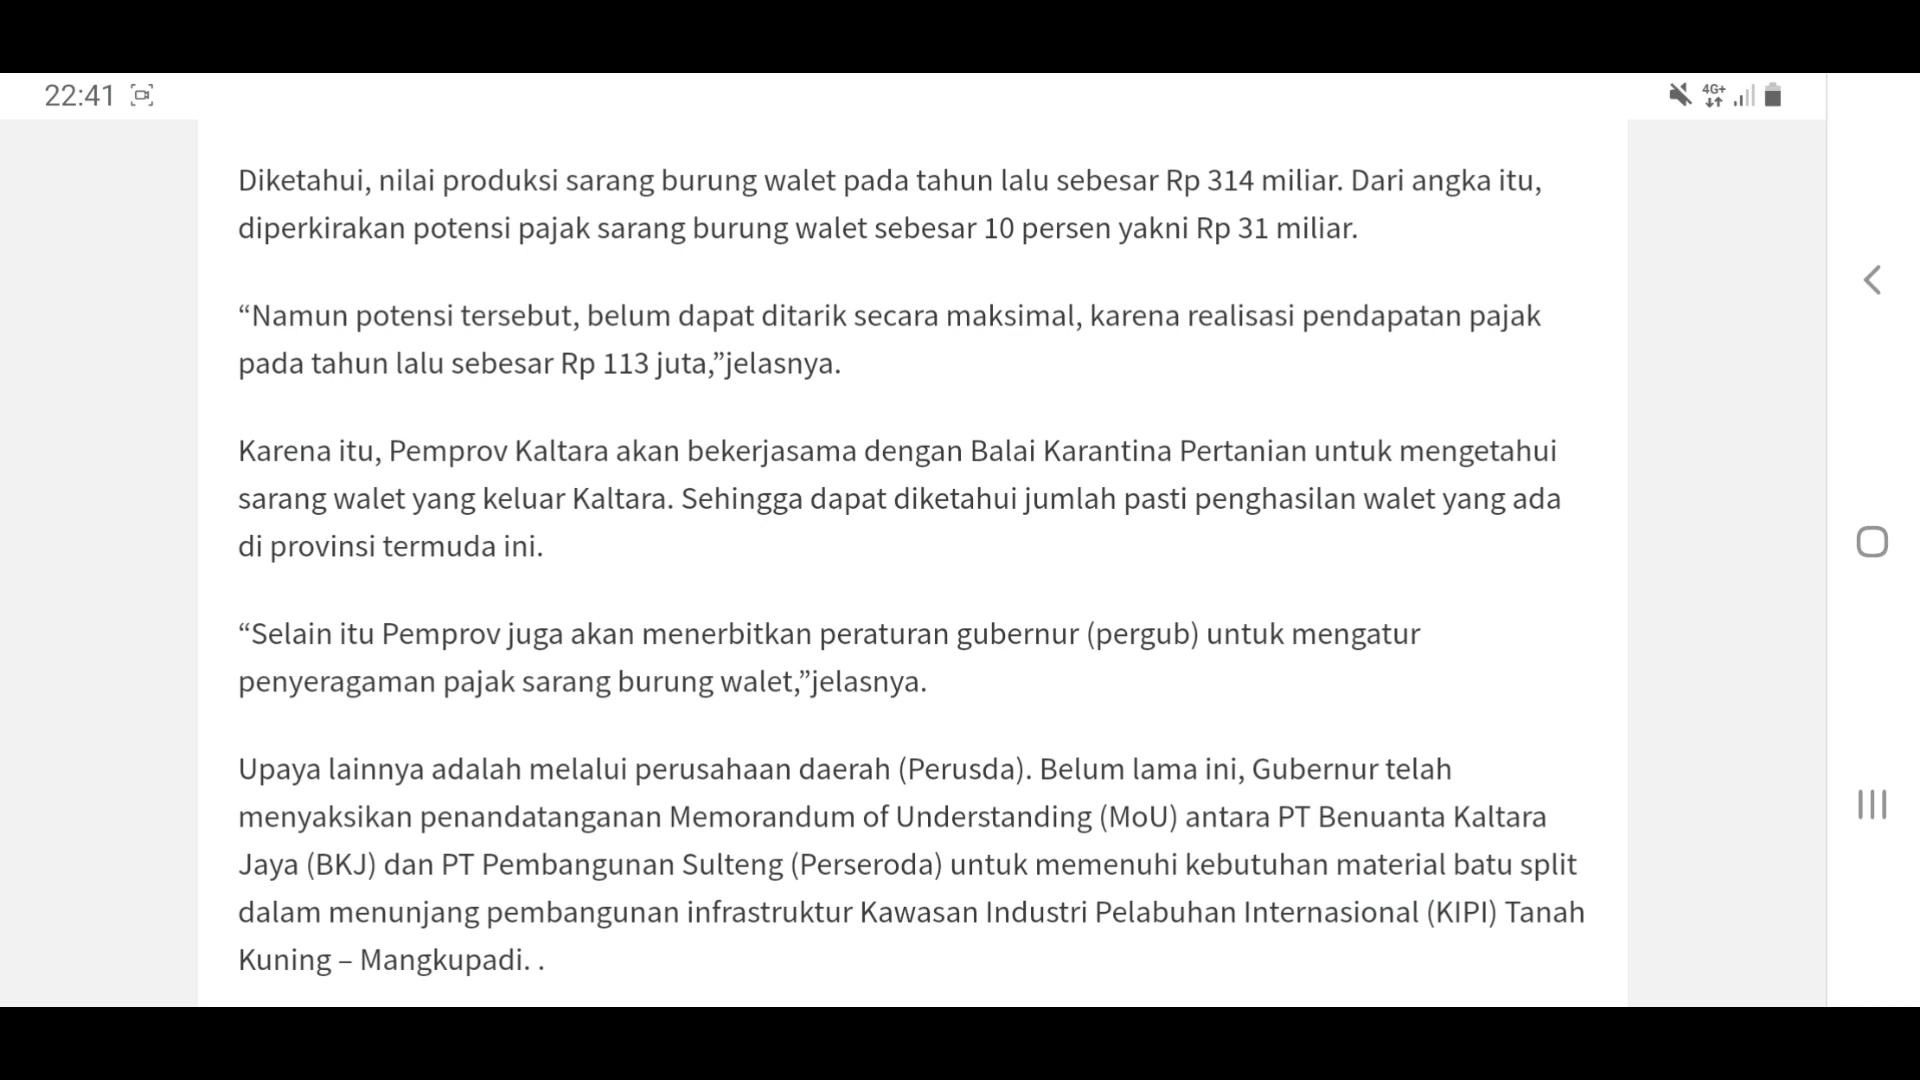 22:41
4G+
Diketahui, nilai produksi sarang burung walet pada tahun lalu sebesar Rp 314 miliar. Dari angka itu,
diperkirakan potensi pajak sarang burung walet sebesar 10 persen yakni Rp 31 miliar.
“Namun potensi tersebut, belum dapat ditarik secara maksimal, karena realisasi pendapatan pajak
pada tahun lalu sebesar Rp 113 juta,”jelasnya.
Karena itu, Pemprov Kaltara akan bekerjasama dengan Balai Karantina Pertanian untuk mengetahui
sarang walet yang keluar Kaltara. Sehingga dapat diketahui jumlah pasti penghasilan walet yang ada
di provinsi termuda ini.
“Selain itu Pemprov juga akan menerbitkan peraturan gubernur (pergub) untuk mengatur
penyeragaman pajak sarang burung walet,”jelasnya.
Upaya lainnya adalah melalui perusahaan daerah (Perusda). Belum lama ini, Gubernur telah
menyaksikan penandatanganan Memorandum of Understanding (MoU) antara PT Benuanta Kaltara
Jaya (BKJ) dan PT Pembangunan Sulteng (Perseroda) untuk memenuhi kebutuhan material batu split
dalam menunjang pembangunan infrastruktur Kawasan Industri Pelabuhan Internasional (KIPI) Tanah
Kuning – Mangkupadi. .